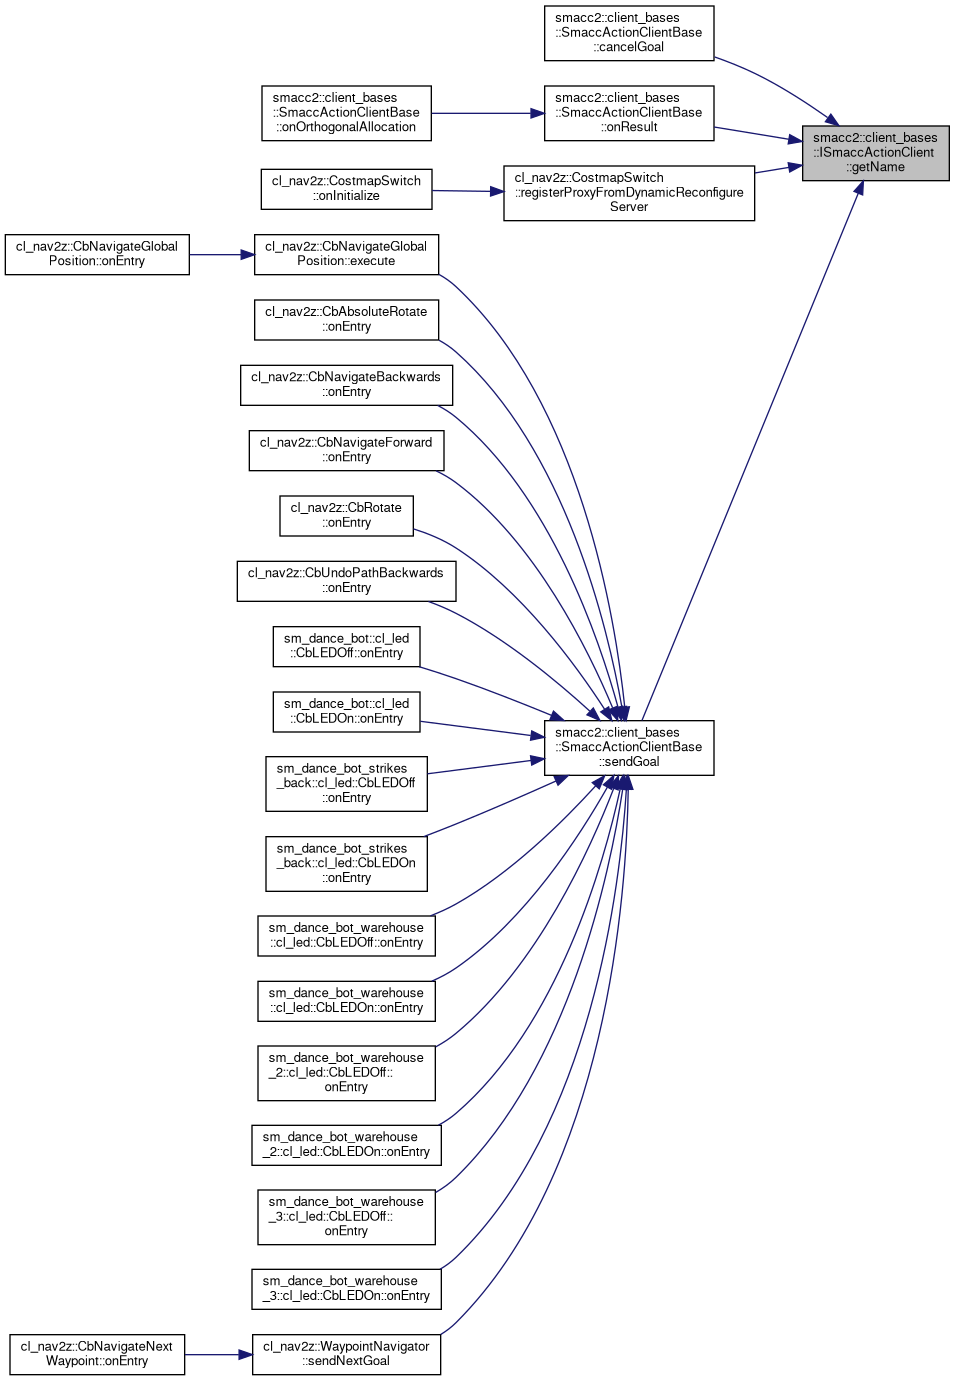 smacc2::client_bases
::SmaccActionClientBase
::cancelGoal
smacc2::client_bases
::SmaccActionClientBase
::onOrthogonalAllocation
smacc2::client_bases
::SmaccActionClientBase
::onResult
smacc2::client_bases
::ISmaccActionClient
::getName
cl_nav2z::CostmapSwitch
::onInitialize
cl_nav2z::CostmapSwitch
::registerProxyFromDynamicReconfigure
Server
cl_nav2z::CbNavigateGlobal
Position::onEntry
cl_nav2z::CbNavigateGlobal
Position::execute
cl_nav2z::CbAbsoluteRotate
::onEntry
cl_nav2z::CbNavigateBackwards
::onEntry
cl_nav2z::CbNavigateForward
::onEntry
cl_nav2z::CbRotate
::onEntry
cl_nav2z::CbUndoPathBackwards
::onEntry
sm_dance_bot::cl_led
::CbLEDOff::onEntry
sm_dance_bot::cl_led
::CbLEDOn::onEntry
smacc2::client_bases
::SmaccActionClientBase
::sendGoal
sm_dance_bot_strikes
_back::cl_led::CbLEDOff
::onEntry
sm_dance_bot_strikes
_back::cl_led::CbLEDOn
::onEntry
sm_dance_bot_warehouse
::cl_led::CbLEDOff::onEntry
sm_dance_bot_warehouse
::cl_led::CbLEDOn::onEntry
sm_dance_bot_warehouse
_2::cl_led::CbLEDOff::
onEntry
sm_dance_bot_warehouse
_2::cl_led::CbLEDOn::onEntry
sm_dance_bot_warehouse
_3::cl_led::CbLEDOff::
onEntry
sm_dance_bot_warehouse
_3::cl_led::CbLEDOn::onEntry
cl_nav2z::CbNavigateNext
Waypoint::onEntry
cl_nav2z::WaypointNavigator
::sendNextGoal